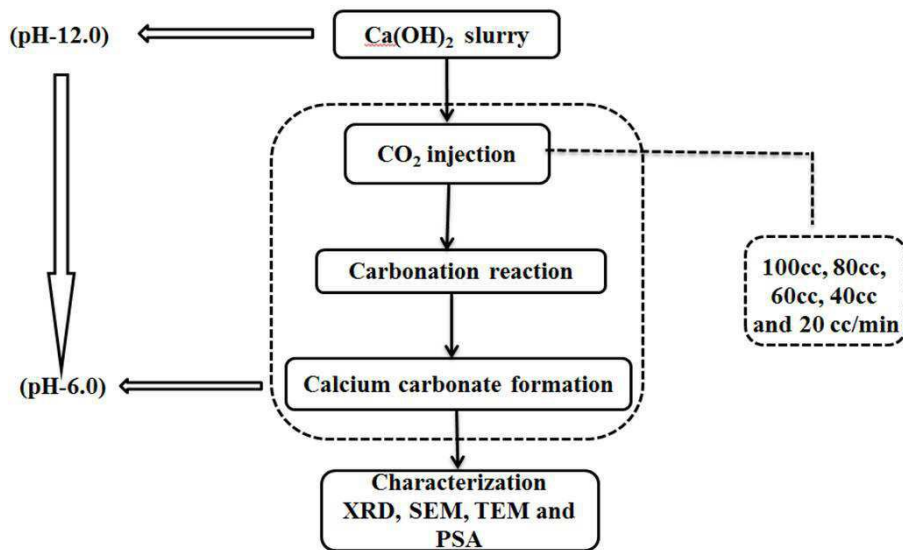 (pH-12.0)
Ca(OH)₂ slurry
CO₂ injection
Carbonation reaction
100cc, 80cc,
60cc, 40cc
and 20 cc/min
(pH-6.0)
Calcium carbonate formation
Characterization
XRD, SEM, TEM and
PSA